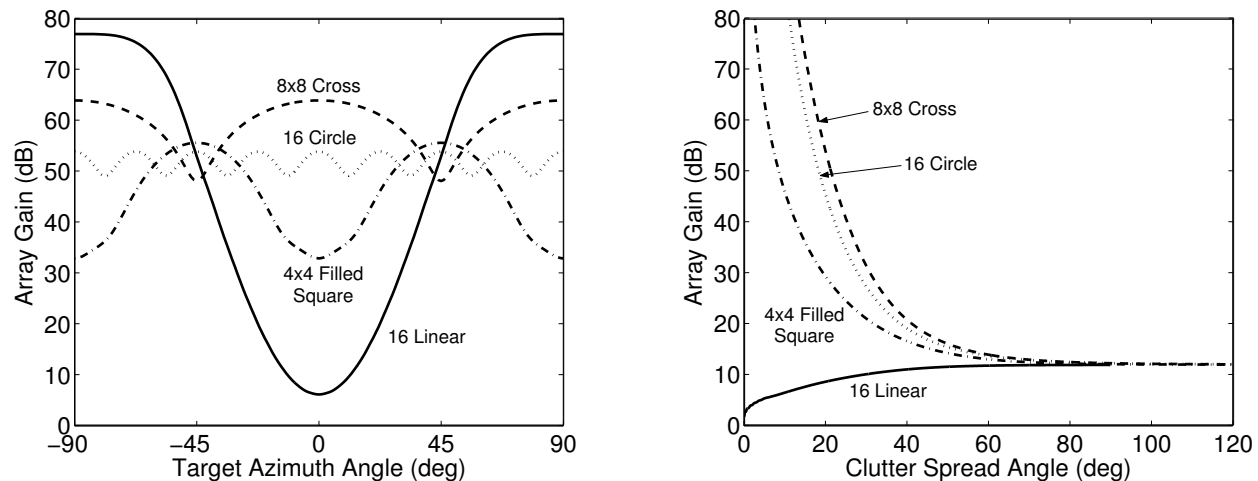 80
70
60
50
40
30
20
10
0
Array Gain (dB)
8x8 Cross
16 Circle
4x4 Filled
Square
16 Linear
−90
−45
0
45
90
Target Azimuth Angle (deg)
80
70
60
50
40
30
20
10
0
Array Gain (dB)
8x8 Cross
16 Circle
4x4 Filled
Square
16 Linear
0
20
40
60
80
100
120
Clutter Spread Angle (deg)